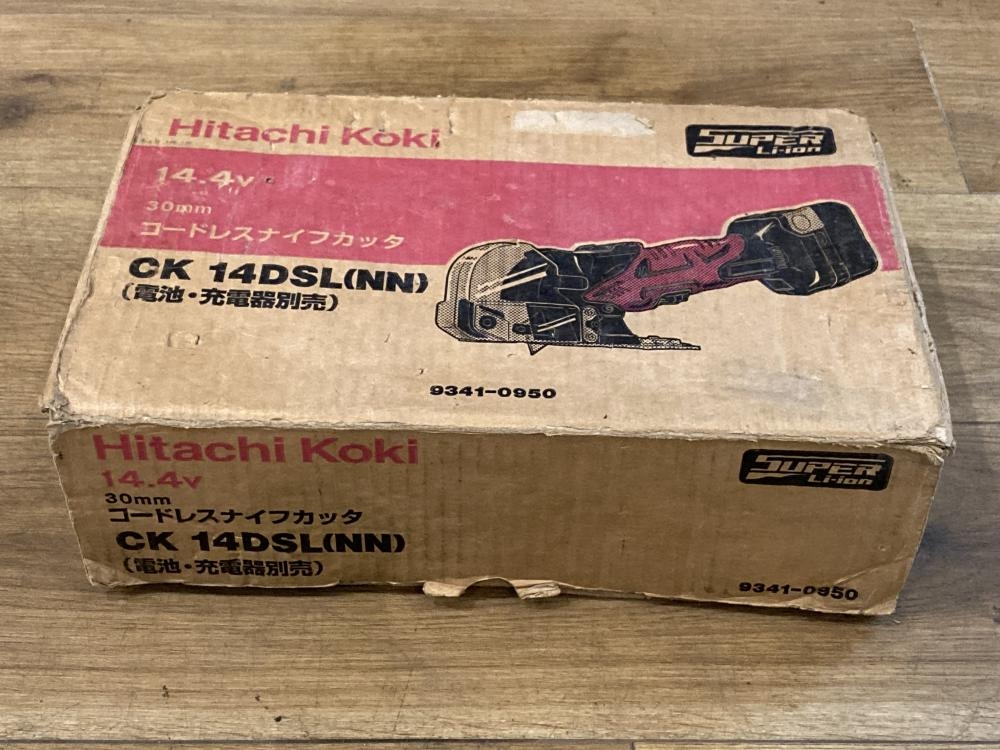 Hitachi Koki
SUPER
Li-ion
14.4v
30mm
コードレスナイフカッタ
CK 14DSL(NN)
(電池・充電器別売)
9341-0950
Hitachi Koki
SUPER
Li-ion
14.4v
30mm
コードレスナイフカッタ
CK 14DSL(NN)
(電池・充電器別売)
9341-0950